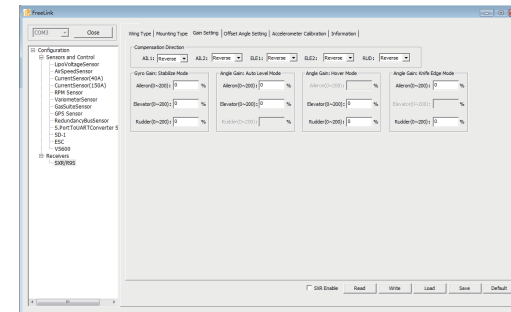 FreeLink
COM3 Close
Configuration
Sensors and Control
LipoVoltageSensor
AirSpeedSensor
CurrentSensor(40A)
CurrentSensor(150A)
RPM Sensor
VariometerSensor
GasSuiteSensor
GPS Sensor
RedundancyBusSensor
S.PortToUARTConverter S
SD-1
ESC
VS600
Receivers
SXR/R9S
Wing Type Mounting Type Gain Setting Offset Angle Setting Accelerometer Calibration Information
Compensation Direction
AIL1: Reverse AIL2: Reverse ELE1: Reverse ELE2: Reverse RUD: Reverse
Gyro Gain: Stabilize Mode
Aileron(0~200): 0 %
Elevator(0~200): 0 %
Rudder(0~200): 0 %
Angle Gain: Auto Level Mode
Aileron(0~200): 0 %
Elevator(0~200): 0 %
Rudder(0~200): %
Angle Gain: Hover Mode
Aileron(0~200): %
Elevator(0~200): 0 %
Rudder(0~200): 0 %
Angle Gain: Knife Edge Mode
Aileron(0~200): 0 %
Elevator(0~200): %
Rudder(0~200): 0 %
SXR Enable Read Write Load Save Default